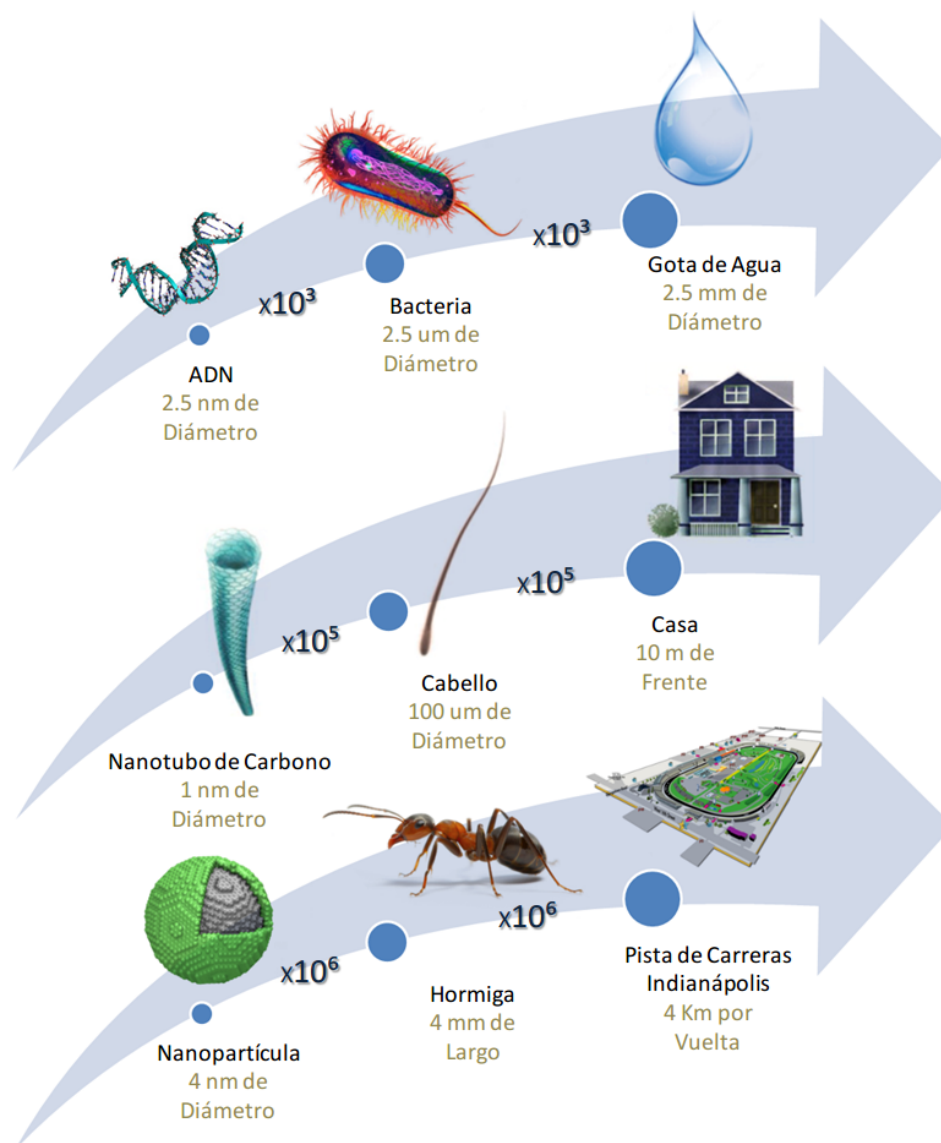 x10³
x10³
ADN
2.5 nm de
Diámetro
Bacteria
2.5 um de
Diámetro
Gota de Agua
2.5 mm de
Díámetro
x10⁵
x10⁵
Nanotubo de Carbono
1 nm de
Diámetro
Cabello
100 um de
Diámetro
Casa
10 m de
Frente
x10⁶
x10⁶
Nanopartícula
4 nm de
Diámetro
Hormiga
4 mm de
Largo
Pista de Carreras
Indianápolis
4 Km por
Vuelta